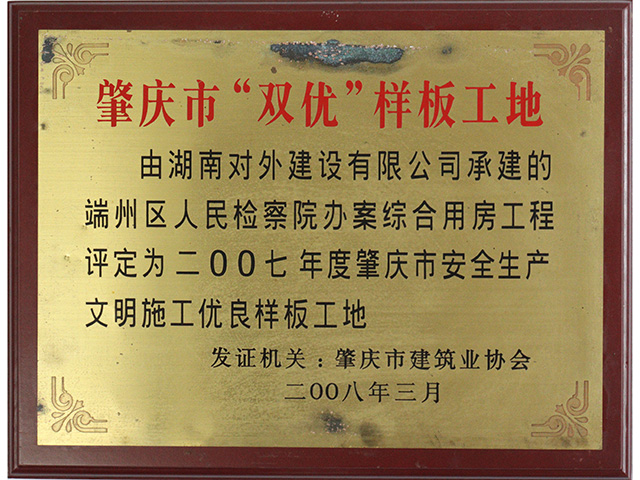 肇庆市“双优”样板工地
由湖南对外建设有限公司承建的
端州区人民检察院办案综合用房工程
评定为二00七年度肇庆市安全生产
文明施工优良样板工地
发证机关：肇庆市建筑业协会
二00八年三月